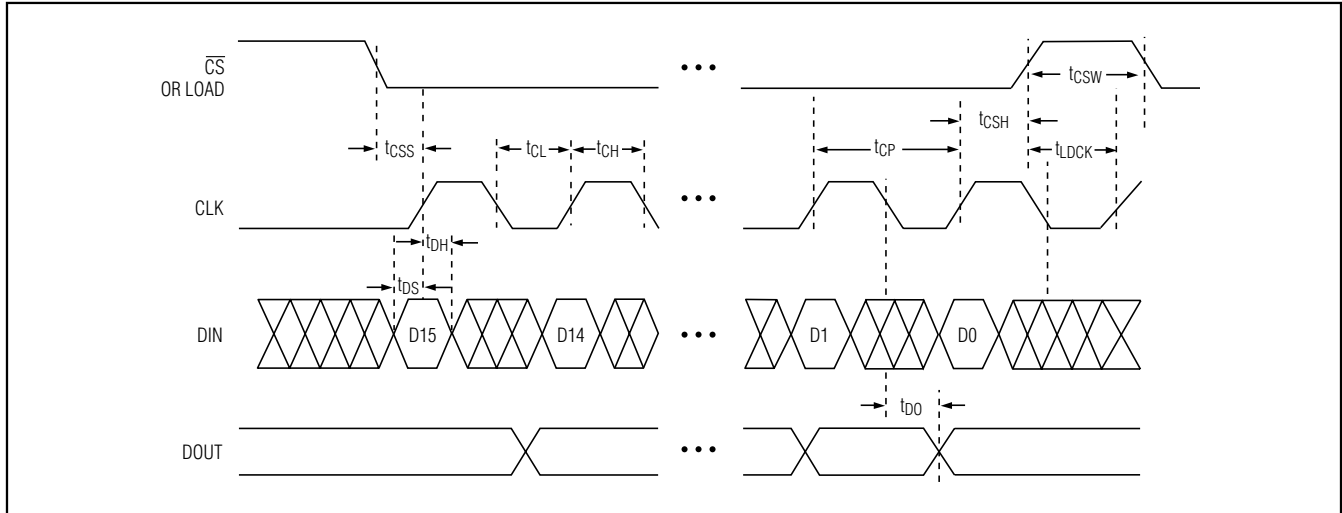 CS
OR LOAD
• • •
tCSW
tCSH
tCSS
tCL
tCH
tCP
tLDCK
CLK
• • •
tDH
tDS
DIN
D15
D14
• • •
D1
D0
tDO
DOUT
• • •